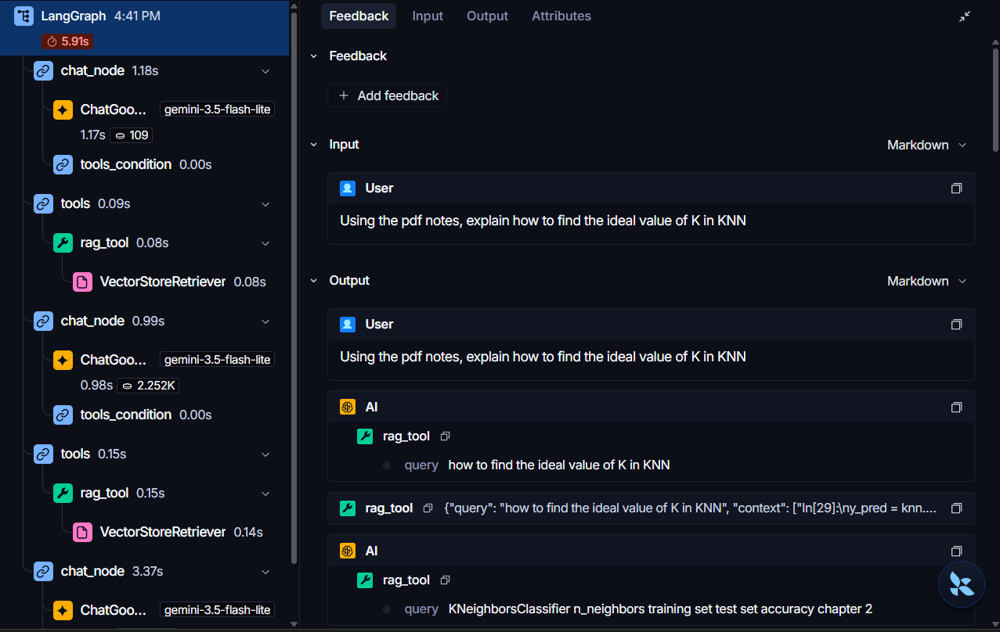 LangGraph 4:41 PM
5.91s
chat_node 1.18s
ChatGoo... gemini-3.5-flash-lite
1.17s 109
tools_condition 0.00s
tools 0.09s
rag_tool 0.08s
VectorStoreRetriever 0.08s
chat_node 0.99s
ChatGoo... gemini-3.5-flash-lite
0.98s 2.252K
tools_condition 0.00s
tools 0.15s
rag_tool 0.15s
VectorStoreRetriever 0.14s
chat_node 3.37s
ChatGoo... gemini-3.5-flash-lite
Feedback Input Output Attributes
Feedback
+ Add feedback
Input Markdown
User
Using the pdf notes, explain how to find the ideal value of K in KNN
Output Markdown
User
Using the pdf notes, explain how to find the ideal value of K in KNN
AI
rag_tool
query how to find the ideal value of K in KNN
rag_tool {"query": "how to find the ideal value of K in KNN", "context": ["In[29]:\ny_pred = knn....
AI
rag_tool
query KNeighborsClassifier n_neighbors training set test set accuracy chapter 2